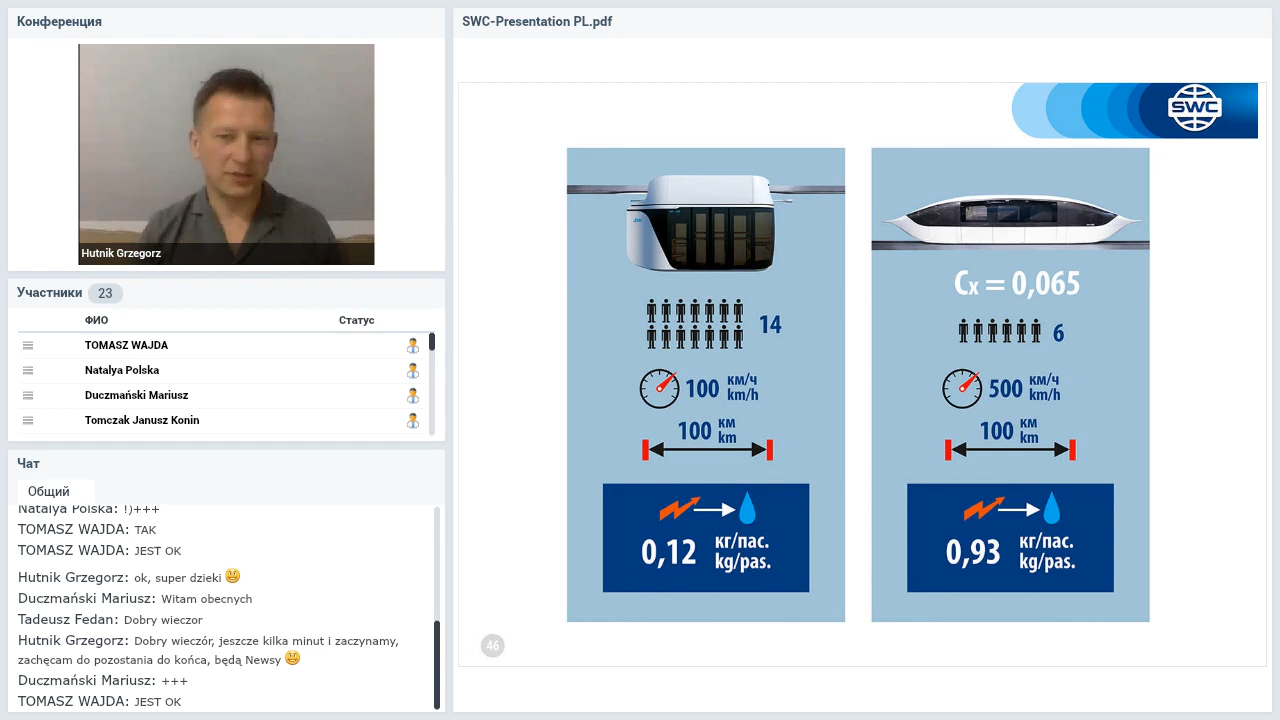 Конференция
Hutnik Grzegorz
Участники 23
ФИО Статус
TOMASZ WAJDA
Natalya Polska
Duczmański Mariusz
Tomczak Janusz Konin
Чат
Общий
Natalya Polska: !)+++
TOMASZ WAJDA: TAK
TOMASZ WAJDA: JEST OK
Hutnik Grzegorz: ok, super dzieki
Duczmański Mariusz: Witam obecnych
Tadeusz Fedan: Dobry wieczor
Hutnik Grzegorz: Dobry wieczór, jeszcze kilka minut i zaczynamy,
zachęcam do pozostania do końca, będą Newsy
Duczmański Mariusz: +++
TOMASZ WAJDA: JEST OK
SWC-Presentation PL.pdf
SWC
14
100 км/ч
km/h
100 км
km
0,12 кг/пас.
kg/pas.
Cx = 0,065
6
500 км/ч
km/h
100 км
km
0,93 кг/пас.
kg/pas.
46